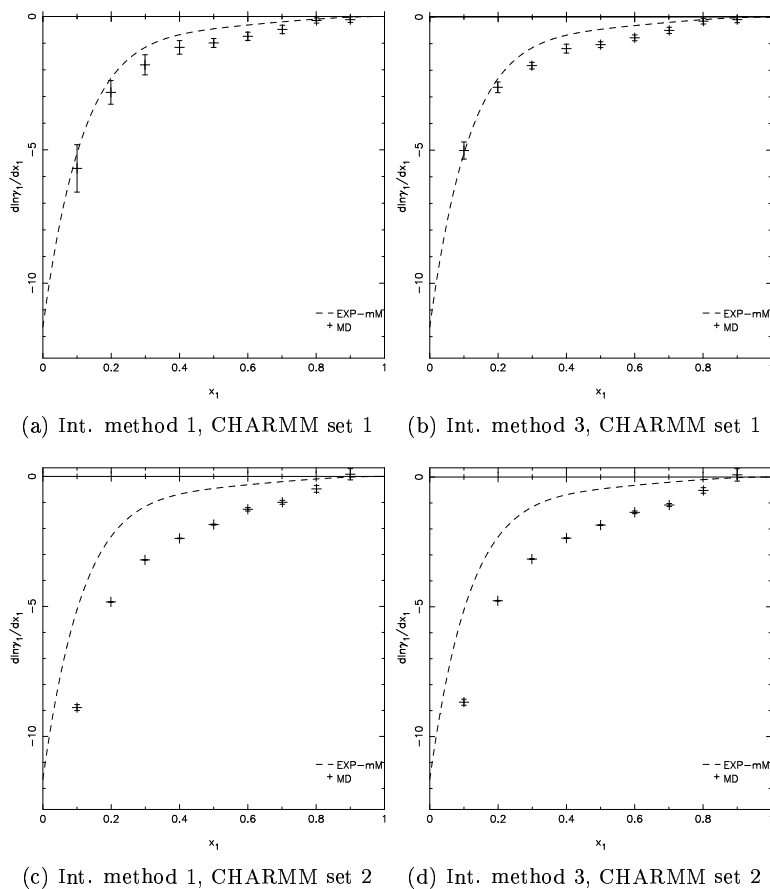 0
−5
−10
dlnγ₁/dx₁
0 0.2 0.4 0.6 0.8 1
x₁
EXP−mM
MD
(a) Int. method 1, CHARMM set 1
0
−5
−10
dlnγ₁/dx₁
0 0.2 0.4 0.6 0.8
x₁
EXP−mM
MD
(b) Int. method 3, CHARMM set 1
0
−5
−10
dlnγ₁/dx₁
0 0.2 0.4 0.6 0.8 1
x₁
EXP−mM
MD
(c) Int. method 1, CHARMM set 2
0
−5
−10
dlnγ₁/dx₁
0 0.2 0.4 0.6 0.8
x₁
EXP−mM
MD
(d) Int. method 3, CHARMM set 2